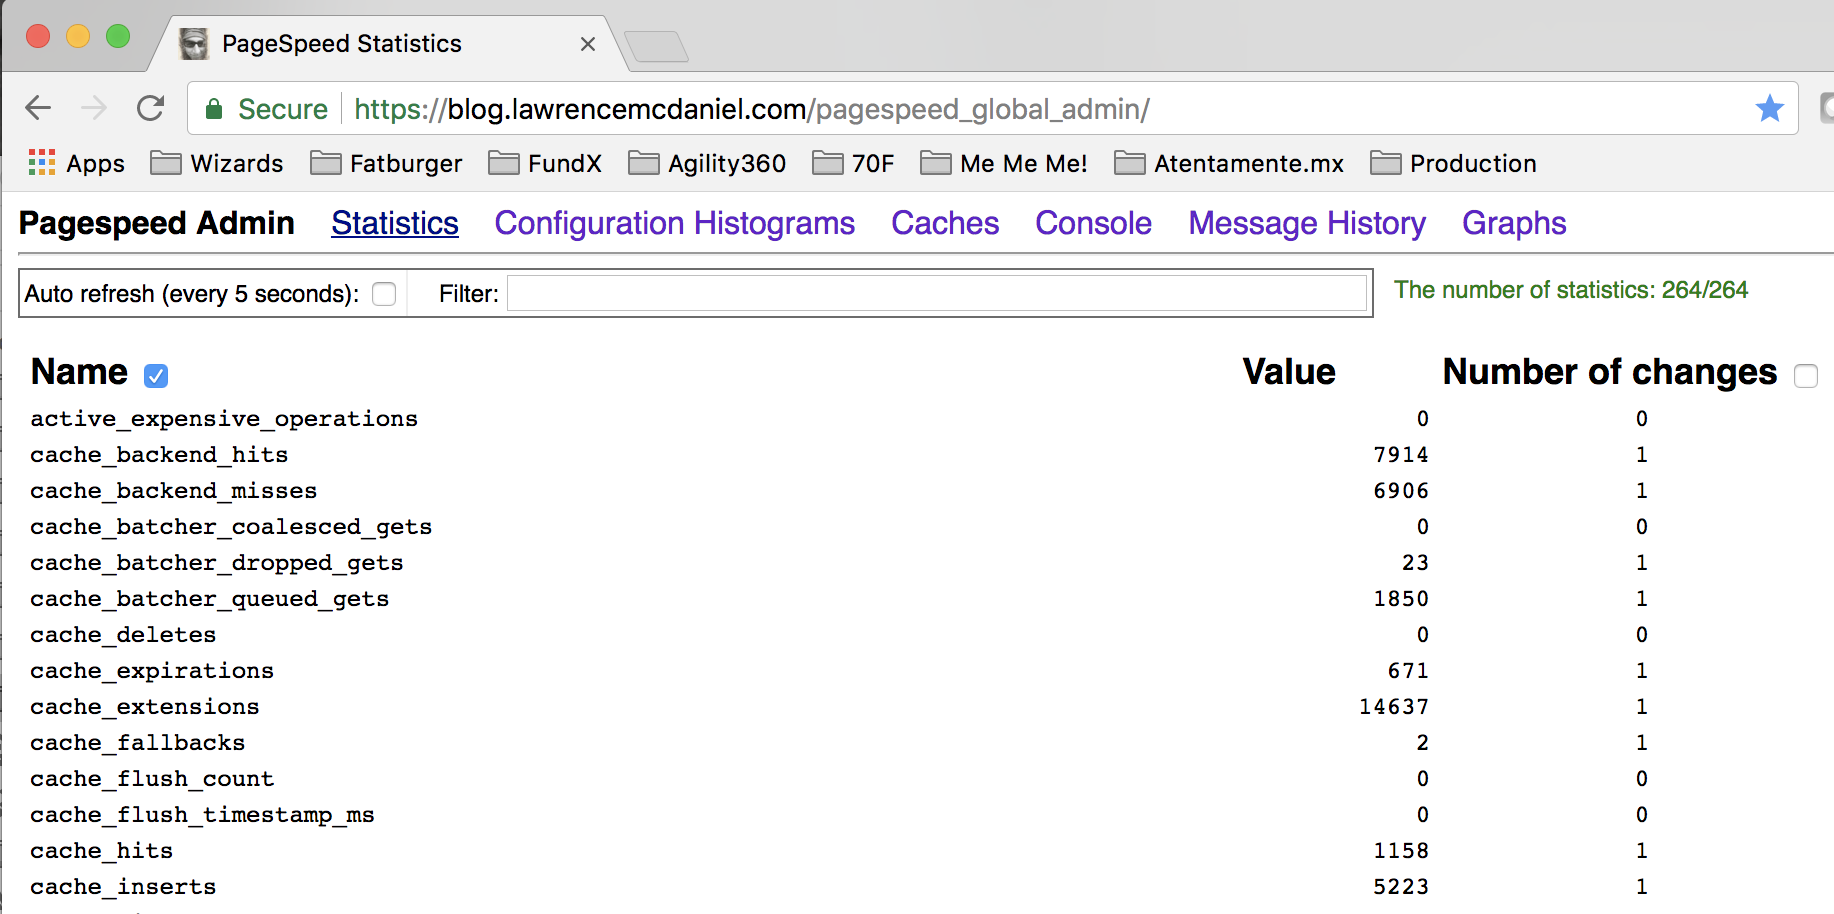 PageSpeed Statistics
Secure https://blog.lawrencemcdaniel.com/pagespeed_global_admin/
Apps Wizards Fatburger FundX Agility360 70F Me Me Me! Atentamente.mx Production
Pagespeed Admin Statistics Configuration Histograms Caches Console Message History Graphs
Auto refresh (every 5 seconds): Filter: The number of statistics: 264/264
Name Value Number of changes
active_expensive_operations 0 0
cache_backend_hits 7914 1
cache_backend_misses 6906 1
cache_batcher_coalesced_gets 0 0
cache_batcher_dropped_gets 23 1
cache_batcher_queued_gets 1850 1
cache_deletes 0 0
cache_expirations 671 1
cache_extensions 14637 1
cache_fallbacks 2 1
cache_flush_count 0 0
cache_flush_timestamp_ms 0 0
cache_hits 1158 1
cache_inserts 5223 1